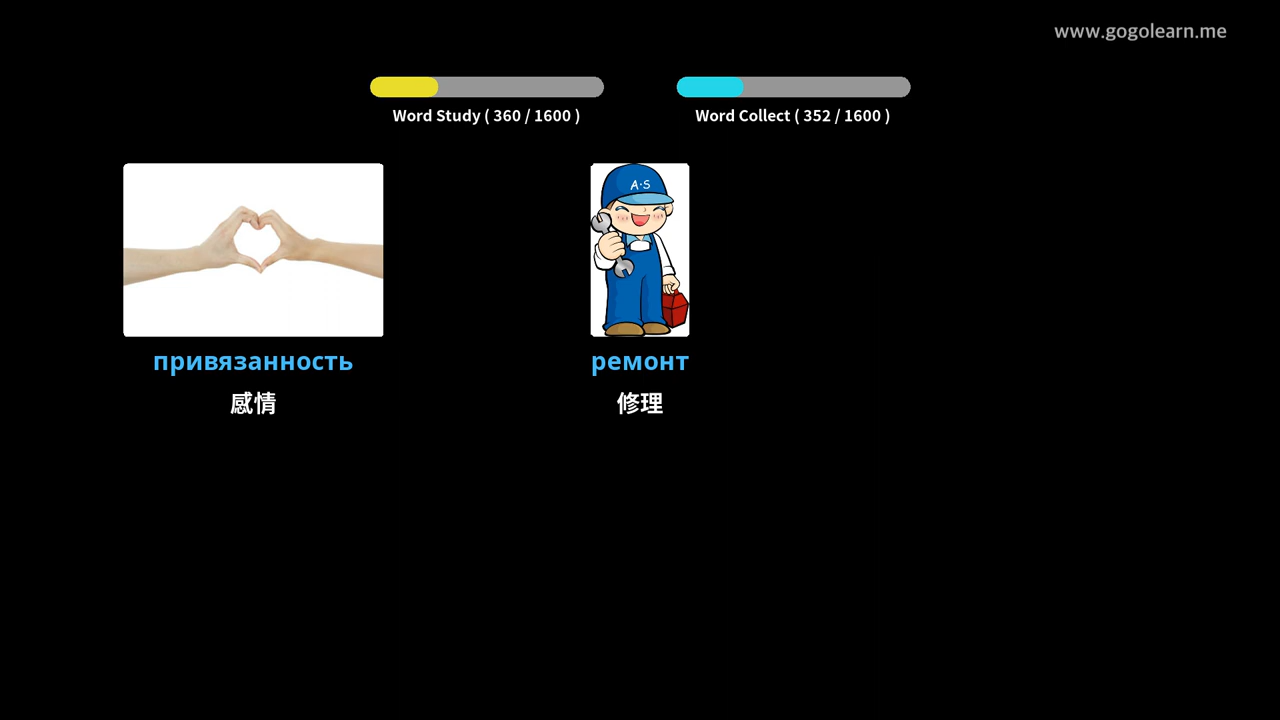 www.gogolearn.me
Word Study ( 360 / 1600 )
Word Collect ( 352 / 1600 )
A·S
привязанность
ремонт
感情
修理